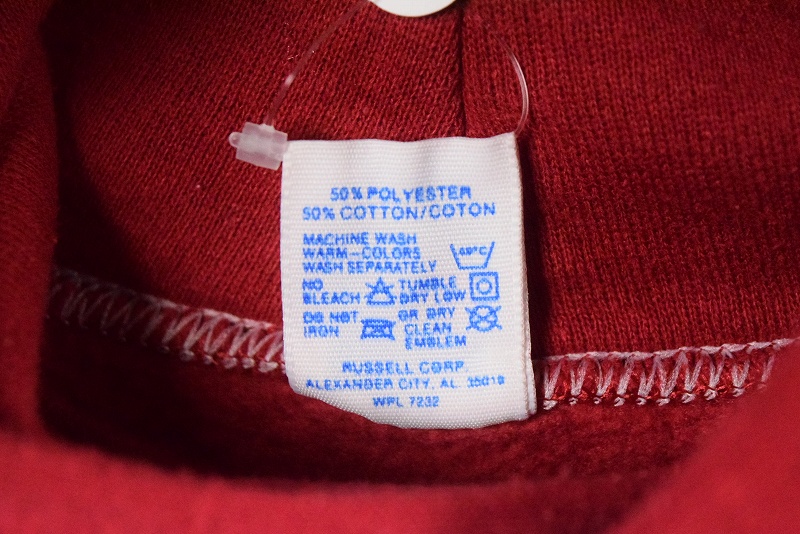 50% POLYESTER
50% COTTON/COTON
MACHINE WASH
WARM-COLORS
WASH SEPARATELY
40°C
NO BLEACH
TUMBLE DRY LOW
DO NOT IRON
OR DRY CLEAN EMBLEM
RUSSELL CORP.
ALEXANDER CITY, AL 35010
WPL 7232